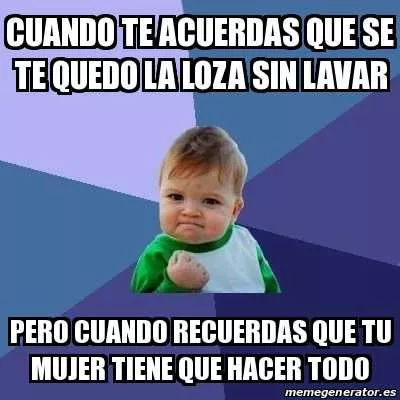 CUANDO TE ACUERDAS QUE SE
TE QUEDO LA LOZA SIN LAVAR
PERO CUANDO RECUERDAS QUE TU
MUJER TIENE QUE HACER TODO
memegenerator.es